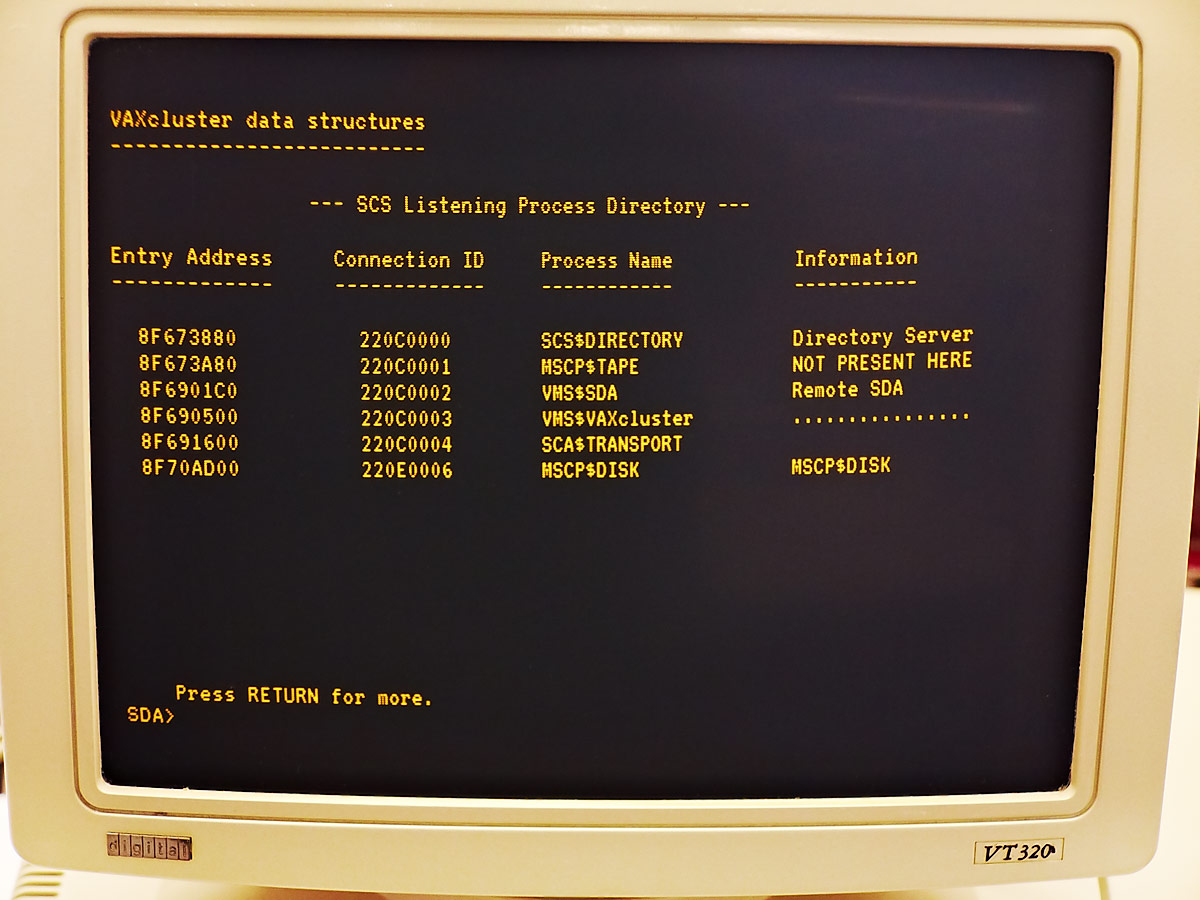 VAXcluster data structures
-------------------------
--- SCS Listening Process Directory ---
Entry Address Connection ID Process Name Information
------------- ------------- ------------ -----------
8F673880 220C0000 SCS$DIRECTORY Directory Server
8F673A80 220C0001 MSCP$TAPE NOT PRESENT HERE
8F6901C0 220C0002 VMS$SDA Remote SDA
8F690500 220C0003 VMS$VAXcluster ................
8F691600 220C0004 SCA$TRANSPORT
8F70AD00 220E0006 MSCP$DISK MSCP$DISK
Press RETURN for more.
SDA>
digital VT320